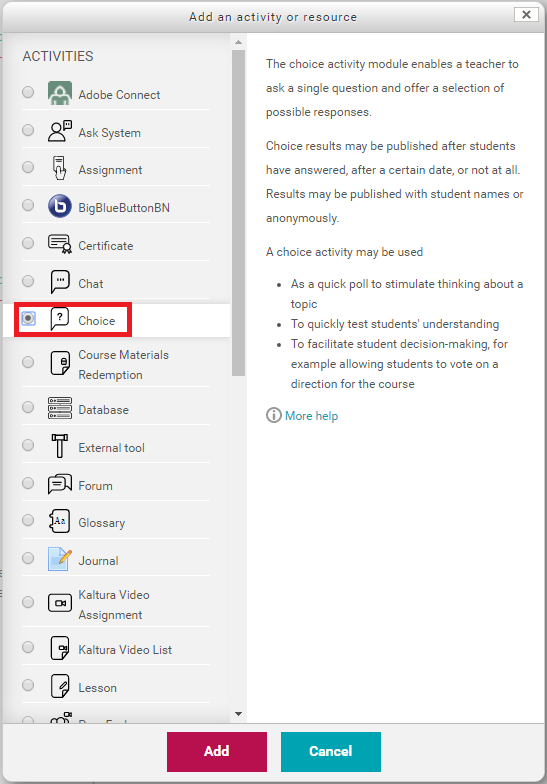 Add an activity or resource
ACTIVITIES
Adobe Connect
Ask System
Assignment
BigBlueButtonBN
Certificate
Chat
Choice
Course Materials
Redemption
Database
External tool
Forum
Glossary
Journal
Kaltura Video
Assignment
Kaltura Video List
Lesson
The choice activity module enables a teacher to
ask a single question and offer a selection of
possible responses.
Choice results may be published after students
have answered, after a certain date, or not at all.
Results may be published with student names or
anonymously.
A choice activity may be used
• As a quick poll to stimulate thinking about a
topic
• To quickly test students' understanding
• To facilitate student decision-making, for
example allowing students to vote on a
direction for the course
More help
Add
Cancel